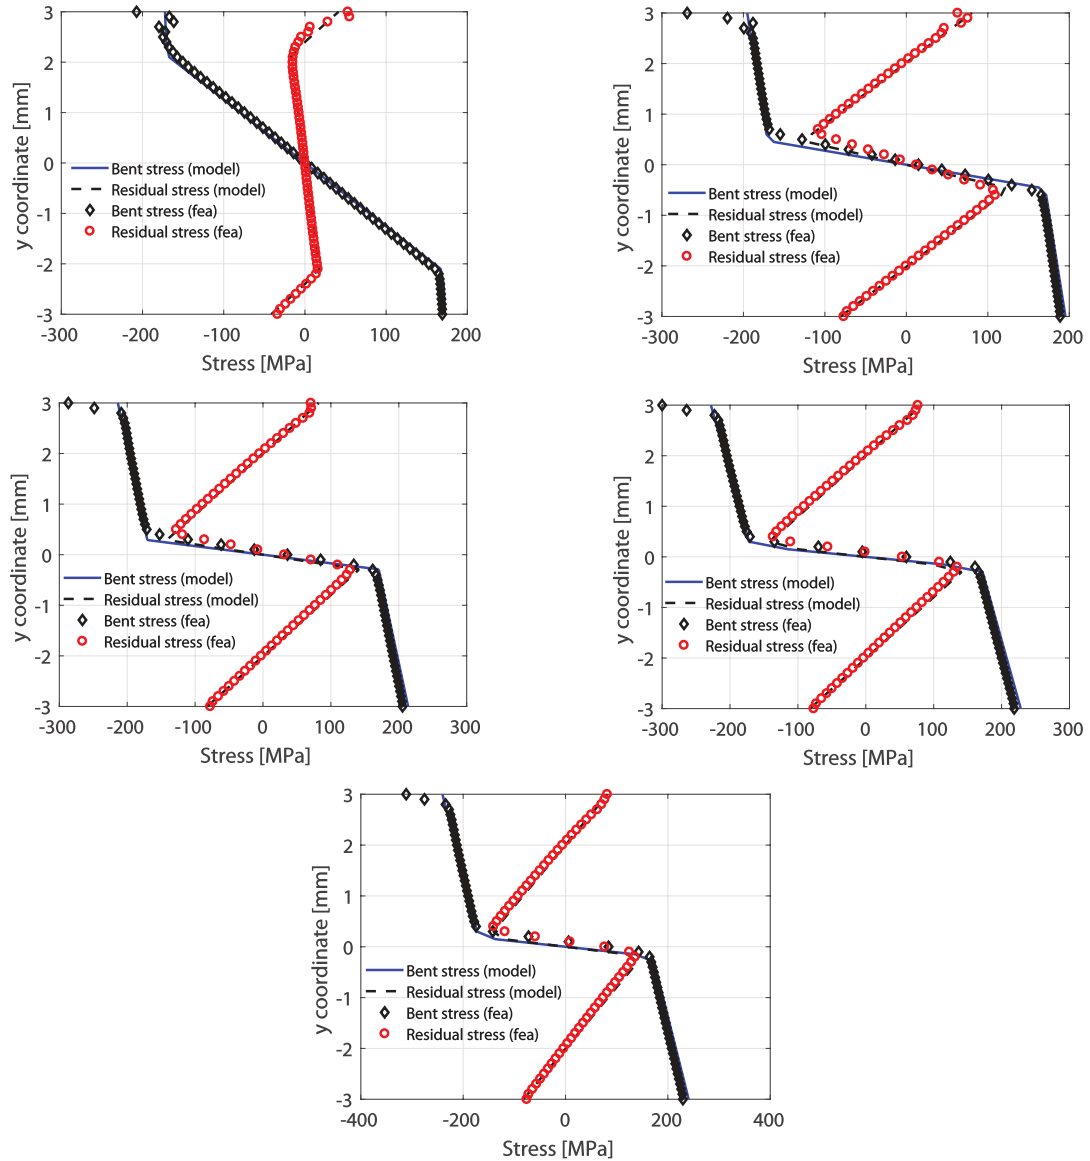 3
2
1
0
-1
-2
-3
y coordinate [mm]
Bent stress (model)
Residual stress (model)
Bent stress (fea)
Residual stress (fea)
-300 -200 -100 0 100 200
Stress [MPa]
3
2
1
0
-1
-2
-3
y coordinate [mm]
Bent stress (model)
Residual stress (model)
Bent stress (fea)
Residual stress (fea)
-300 -200 -100 0 100 200
Stress [MPa]
3
2
1
0
-1
-2
-3
y coordinate [mm]
Bent stress (model)
Residual stress (model)
Bent stress (fea)
Residual stress (fea)
-300 -200 -100 0 100 200 300
Stress [MPa]
3
2
1
0
-1
-2
-3
y coordinate [mm]
Bent stress (model)
Residual stress (model)
Bent stress (fea)
Residual stress (fea)
-300 -200 -100 0 100 200 300
Stress [MPa]
3
2
1
0
-1
-2
-3
y coordinate [mm]
Bent stress (model)
Residual stress (model)
Bent stress (fea)
Residual stress (fea)
-400 -200 0 200 400
Stress [MPa]